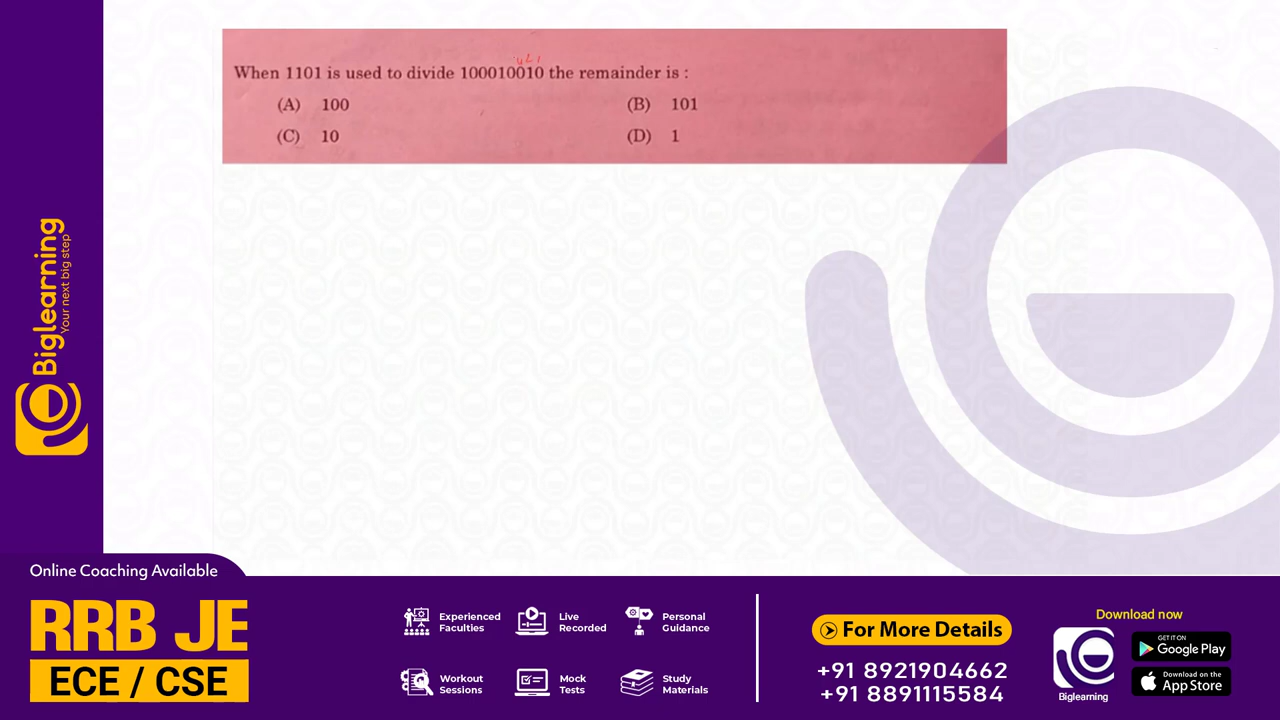 When 1101 is used to divide 100010010 the remainder is :
(A) 100
(B) 101
(C) 10
(D) 1
Biglearning
Your next big step
Online Coaching Available
RRB JE
ECE / CSE
Experienced Faculties
Live Recorded
Personal Guidance
Workout Sessions
Mock Tests
Study Materials
For More Details
+91 8921904662
+91 8891115584
Download now
Biglearning
GET IT ON
Google Play
Download on the
App Store